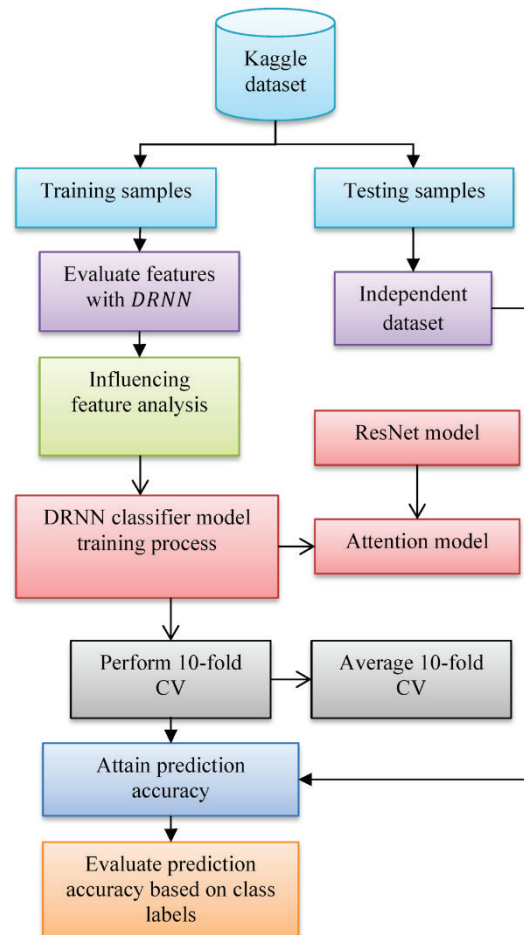 Kaggle
dataset
Training samples
Testing samples
Evaluate features
with DRNN
Independent
dataset
Influencing
feature analysis
ResNet model
DRNN classifier model
training process
Attention model
Perform 10-fold
CV
Average 10-fold
CV
Attain prediction
accuracy
Evaluate prediction
accuracy based on class
labels